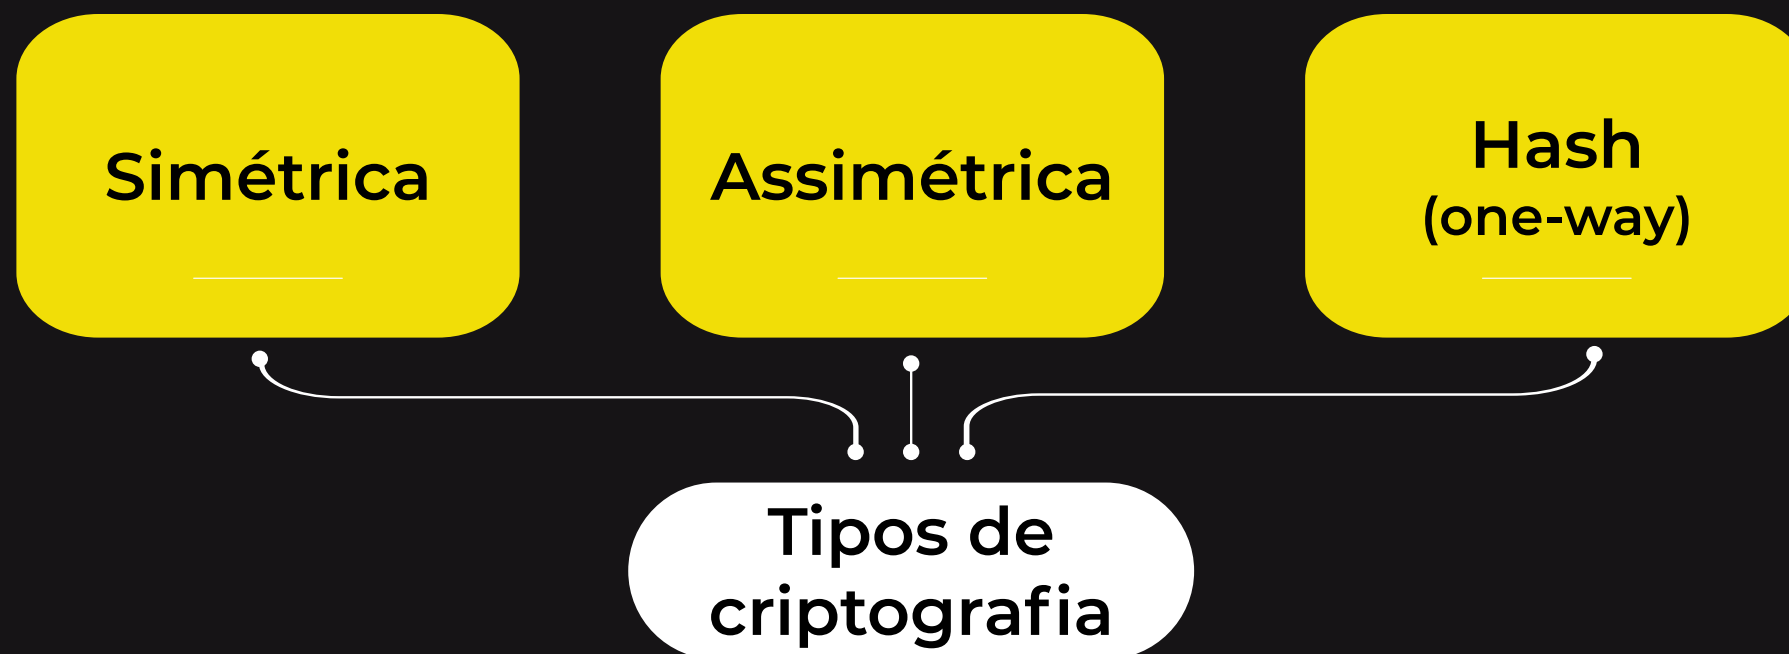 Simétrica
Assimétrica
Hash
(one-way)
Tipos de
criptografia